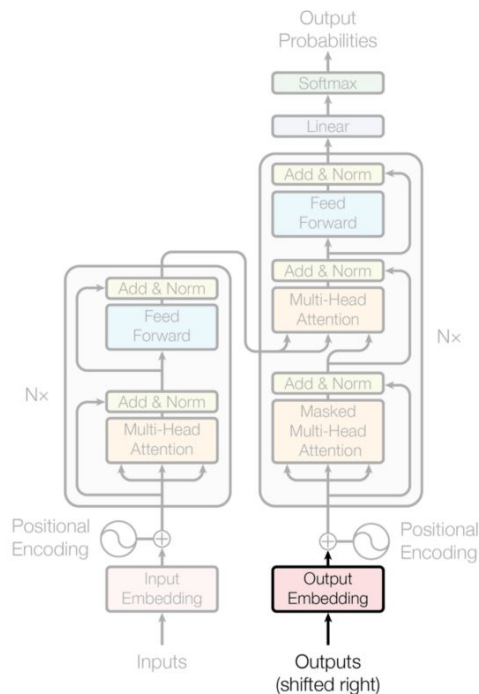 Output
Probabilities
Softmax
Linear
Add & Norm
Feed
Forward
Add & Norm
Multi-Head
Attention
Add & Norm
Masked
Multi-Head
Attention
Nx
Add & Norm
Feed
Forward
Nx
Add & Norm
Multi-Head
Attention
Positional
Encoding
Positional
Encoding
Input
Embedding
Output
Embedding
Inputs
Outputs
(shifted right)